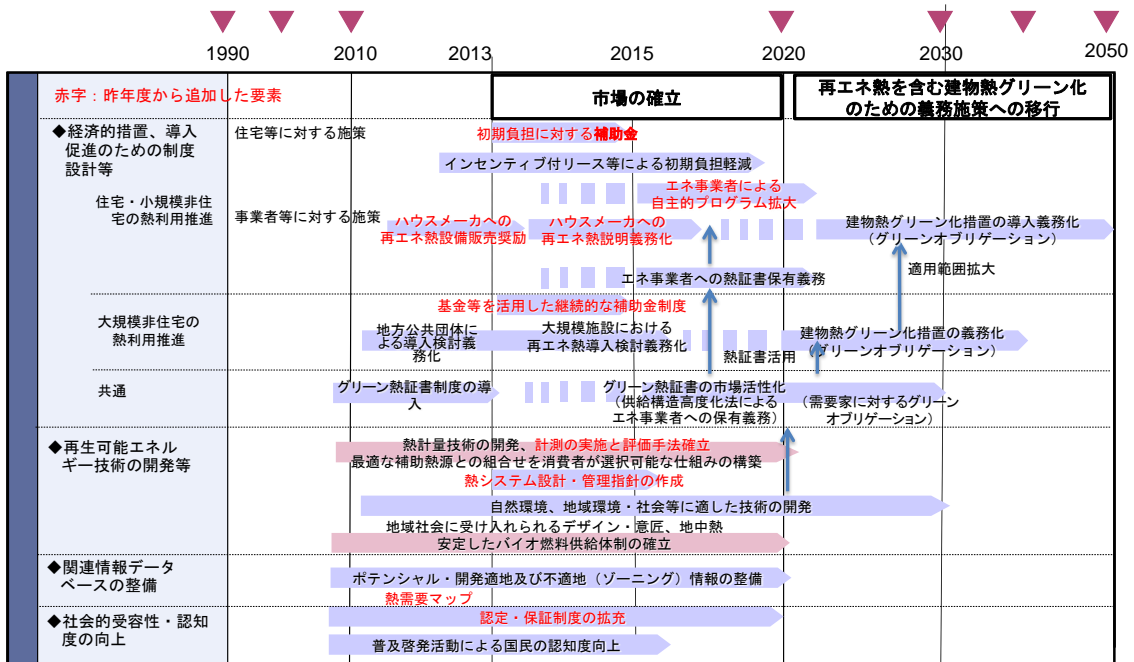 1990
2010
2013
2015
2020
2030
2050
赤字：昨年度から追加した要素
市場の確立
再エネ熱を含む建物熱グリーン化
のための義務施策への移行
◆経済的措置、導入
促進のための制度
設計等
住宅等に対する施策
初期負担に対する補助金
インセンティブ付リース等による初期負担軽減
エネ事業者による
自主的プログラム拡大
住宅・小規模非住
宅の熱利用推進
事業者等に対する施策
ハウスメーカへの
再エネ熱設備販売奨励
ハウスメーカへの
再エネ熱説明義務化
建物熱グリーン化措置の導入義務化
（グリーンオブリゲーション）
エネ事業者への熱証書保有義務
適用範囲拡大
基金等を活用した継続的な補助金制度
大規模非住宅の
熱利用推進
地方公共団体に
よる導入検討義
務化
大規模施設における
再エネ熱導入検討義務化
熱証書活用
建物熱グリーン化措置の義務化
（グリーンオブリゲーション）
共通
グリーン熱証書制度の導
入
グリーン熱証書の市場活性化
（供給構造高度化法による
エネ事業者への保有義務）
（需要家に対するグリーン
オブリゲーション）
◆再生可能エネル
ギー技術の開発等
熱計量技術の開発、計測の実施と評価手法確立
最適な補助熱源との組合せを消費者が選択可能な仕組みの構築
熱システム設計・管理指針の作成
自然環境、地域環境・社会等に適した技術の開発
地域社会に受け入れられるデザイン・意匠、地中熱
安定したバイオ燃料供給体制の確立
◆関連情報データ
ベースの整備
ポテンシャル・開発適地及び不適地（ゾーニング）情報の整備
熱需要マップ
◆社会的受容性・認知
度の向上
認定・保証制度の拡充
普及啓発活動による国民の認知度向上